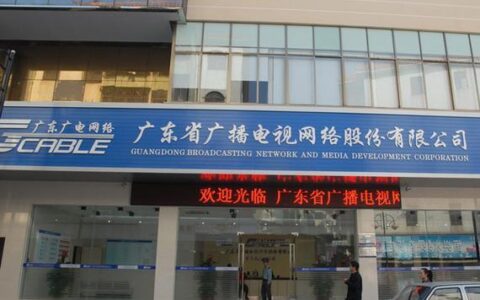 广东广电网络
CABLE
广东省广播电视网络股份有限公司
GUANGDONG BROADCASTING NETWORK AND MEDIA DEVELOPMENT CORPORATION
欢迎光临 广东省广播电视网